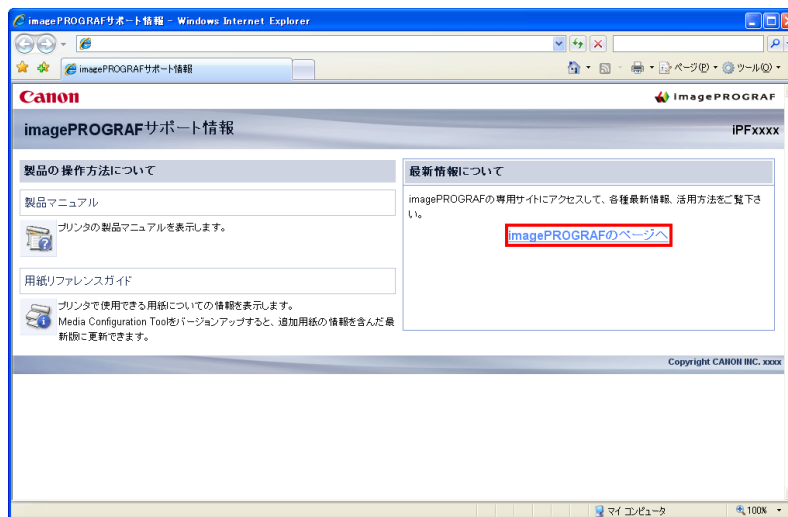 imagePROGRAFサポート情報 - Windows Internet Explorer
imagePROGRAFサポート情報
ページ(P)
ツール(O)
Canon
imagePROGRAF
imagePROGRAFサポート情報
iPFxxxx
製品の操作方法について
製品マニュアル
プリンタの製品マニュアルを表示します。
用紙リファレンスガイド
プリンタで使用できる用紙についての情報を表示します。
Media Configuration Toolをバージョンアップすると、追加用紙の情報を含んだ最
新版に更新できます。
最新情報について
imagePROGRAFの専用サイトにアクセスして、各種最新情報、活用方法をご覧下さ
い。
imagePROGRAFのページへ
Copyright CANON INC. xxxx
マイ コンピュータ
100%